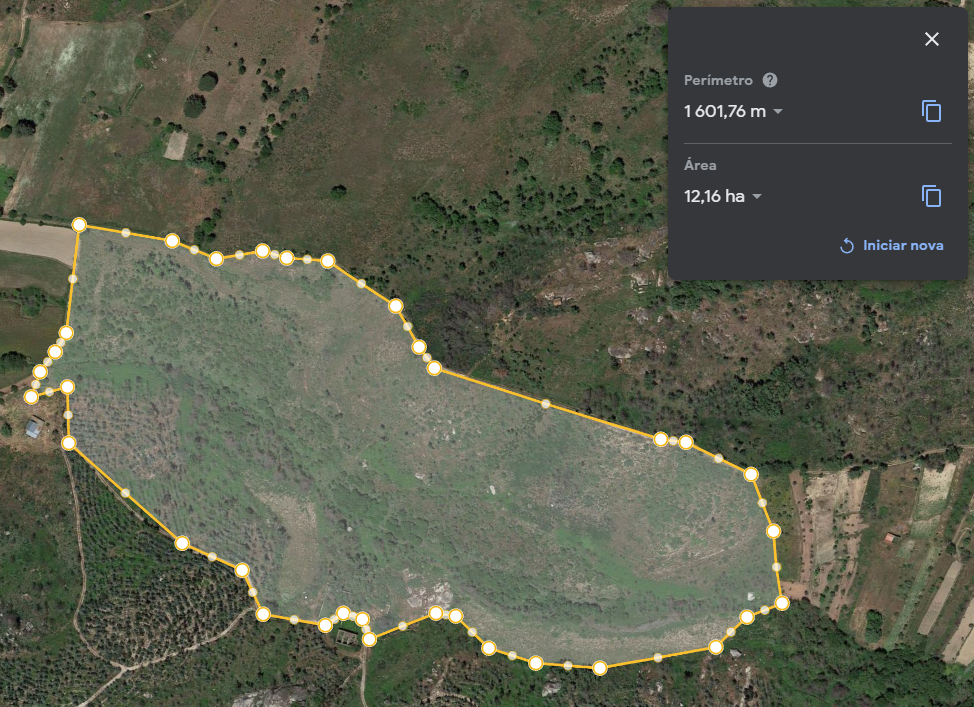 Perímetro
1 601,76 m
Área
12,16 ha
Iniciar nova